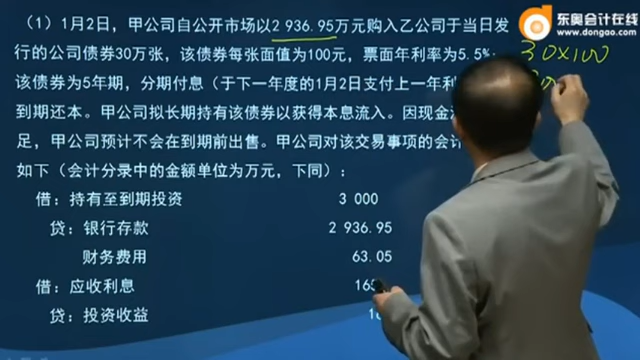 东奥会计在线
www.dongao.com
(1) 1月2日，甲公司自公开市场以2 936.95万元购入乙公司于当日发
行的公司债券30万张，该债券每张面值为100元，票面年利率为5.5%；
30×100
该债券为5年期，分期付息（于下一年度的1月2日支付上一年利
到期还本。甲公司拟长期持有该债券以获得本息流入。因现金
足，甲公司预计不会在到期前出售。甲公司对该交易事项的会计
如下（会计分录中的金额单位为万元，下同）：
借：持有至到期投资 3 000
贷：银行存款 2 936.95
财务费用 63.05
借：应收利息 165
贷：投资收益